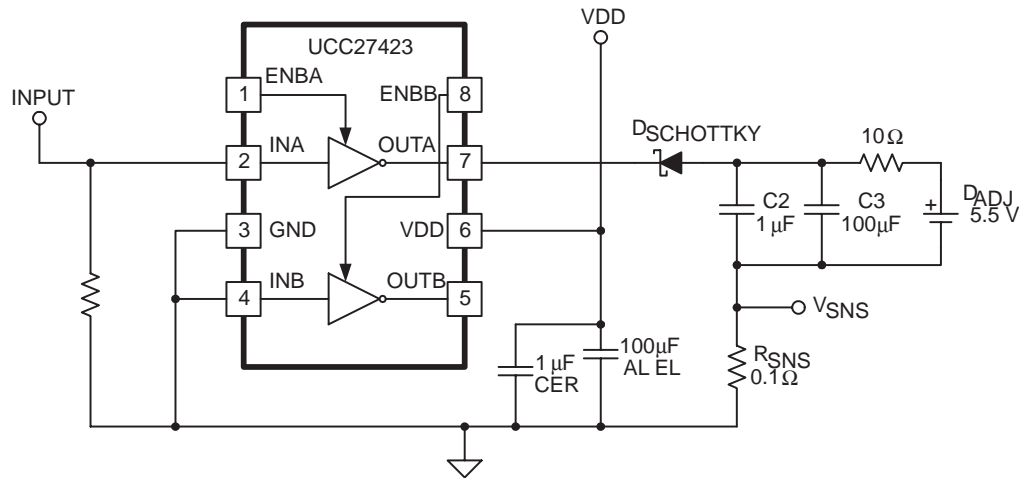 VDD
UCC27423
INPUT
ENBA
ENBB
1
8
INA
OUTA
2
7
DSCHOTTKY
10Ω
GND
VDD
3
6
C2
1 μF
C3
100μF
+
DADJ
5.5 V
INB
OUTB
4
5
VSNS
1 μF
CER
100μF
AL EL
RSNS
0.1Ω